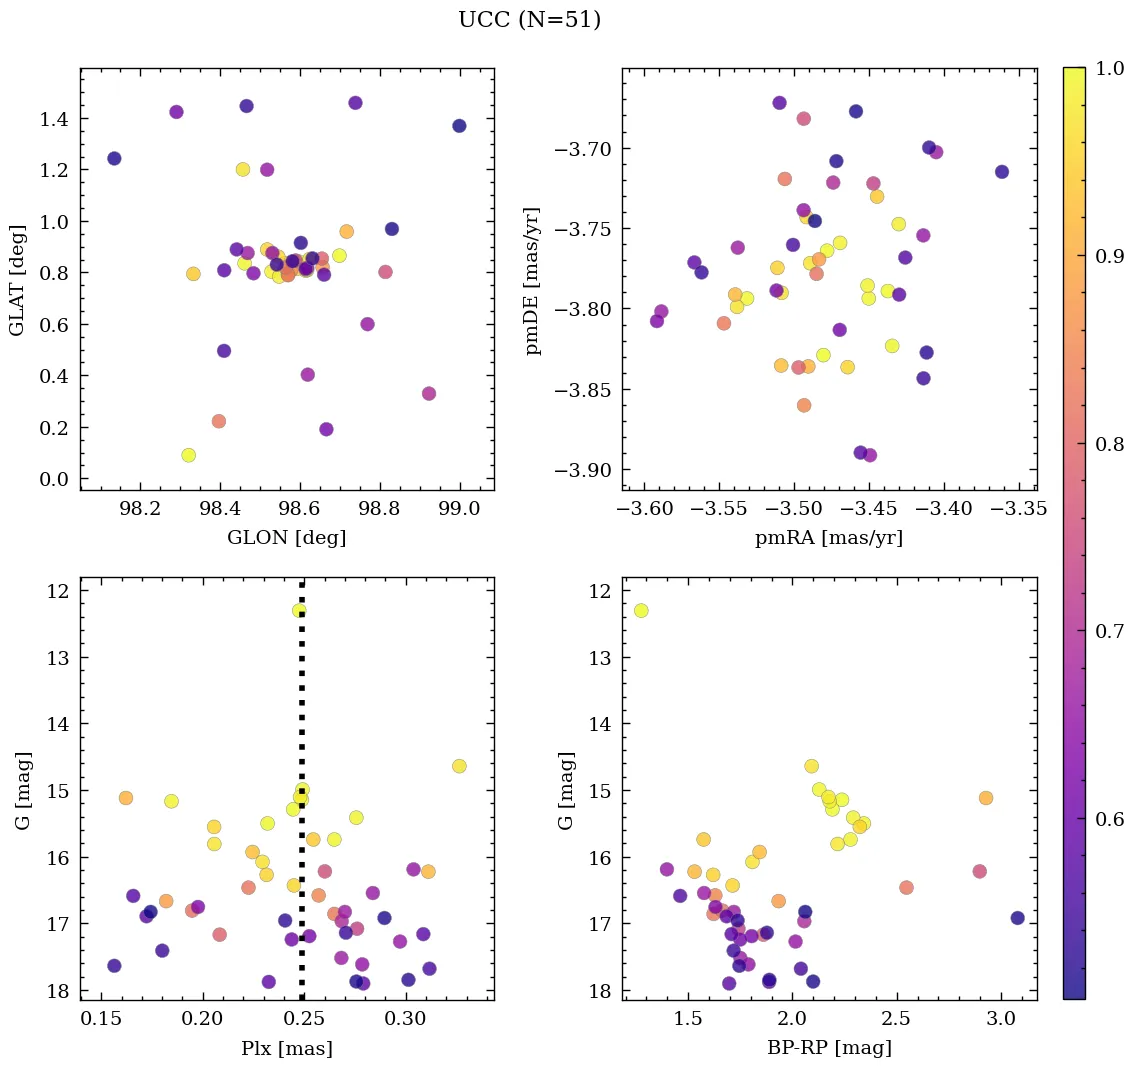 UCC (N=51)
1.4
1.2
1.0
0.8
0.6
0.4
0.2
0.0
GLAT [deg]
98.2 98.4 98.6 98.8 99.0
GLON [deg]
−3.70
−3.75
−3.80
−3.85
−3.90
pmDE [mas/yr]
−3.60 −3.55 −3.50 −3.45 −3.40 −3.35
pmRA [mas/yr]
1.0
0.9
0.8
0.7
0.6
12
13
14
15
16
17
18
G [mag]
0.15 0.20 0.25 0.30
Plx [mas]
12
13
14
15
16
17
18
G [mag]
1.5 2.0 2.5 3.0
BP-RP [mag]